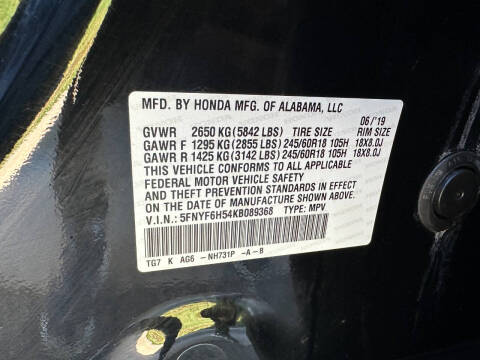 MFD. BY HONDA MFG. OF ALABAMA, LLC 06/'19
GVWR 2650 KG (5842 LBS) TIRE SIZE RIM SIZE
GAWR F 1295 KG (2855 LBS) 245/60R18 105H 18X8.0J
GAWR R 1425 KG (3142 LBS) 245/60R18 105H 18X8.0J
THIS VEHICLE CONFORMS TO ALL APPLICABLE
FEDERAL MOTOR VEHICLE SAFETY
AND THEFT PREVENTION STANDARDS IN EFFECT
ON THE DATE OF MANUFACTURE SHOWN ABOVE.
V.I.N.: 5FNYF6H54KB089368 TYPE: MPV
TG7 K AG6 -NH731P -A-B